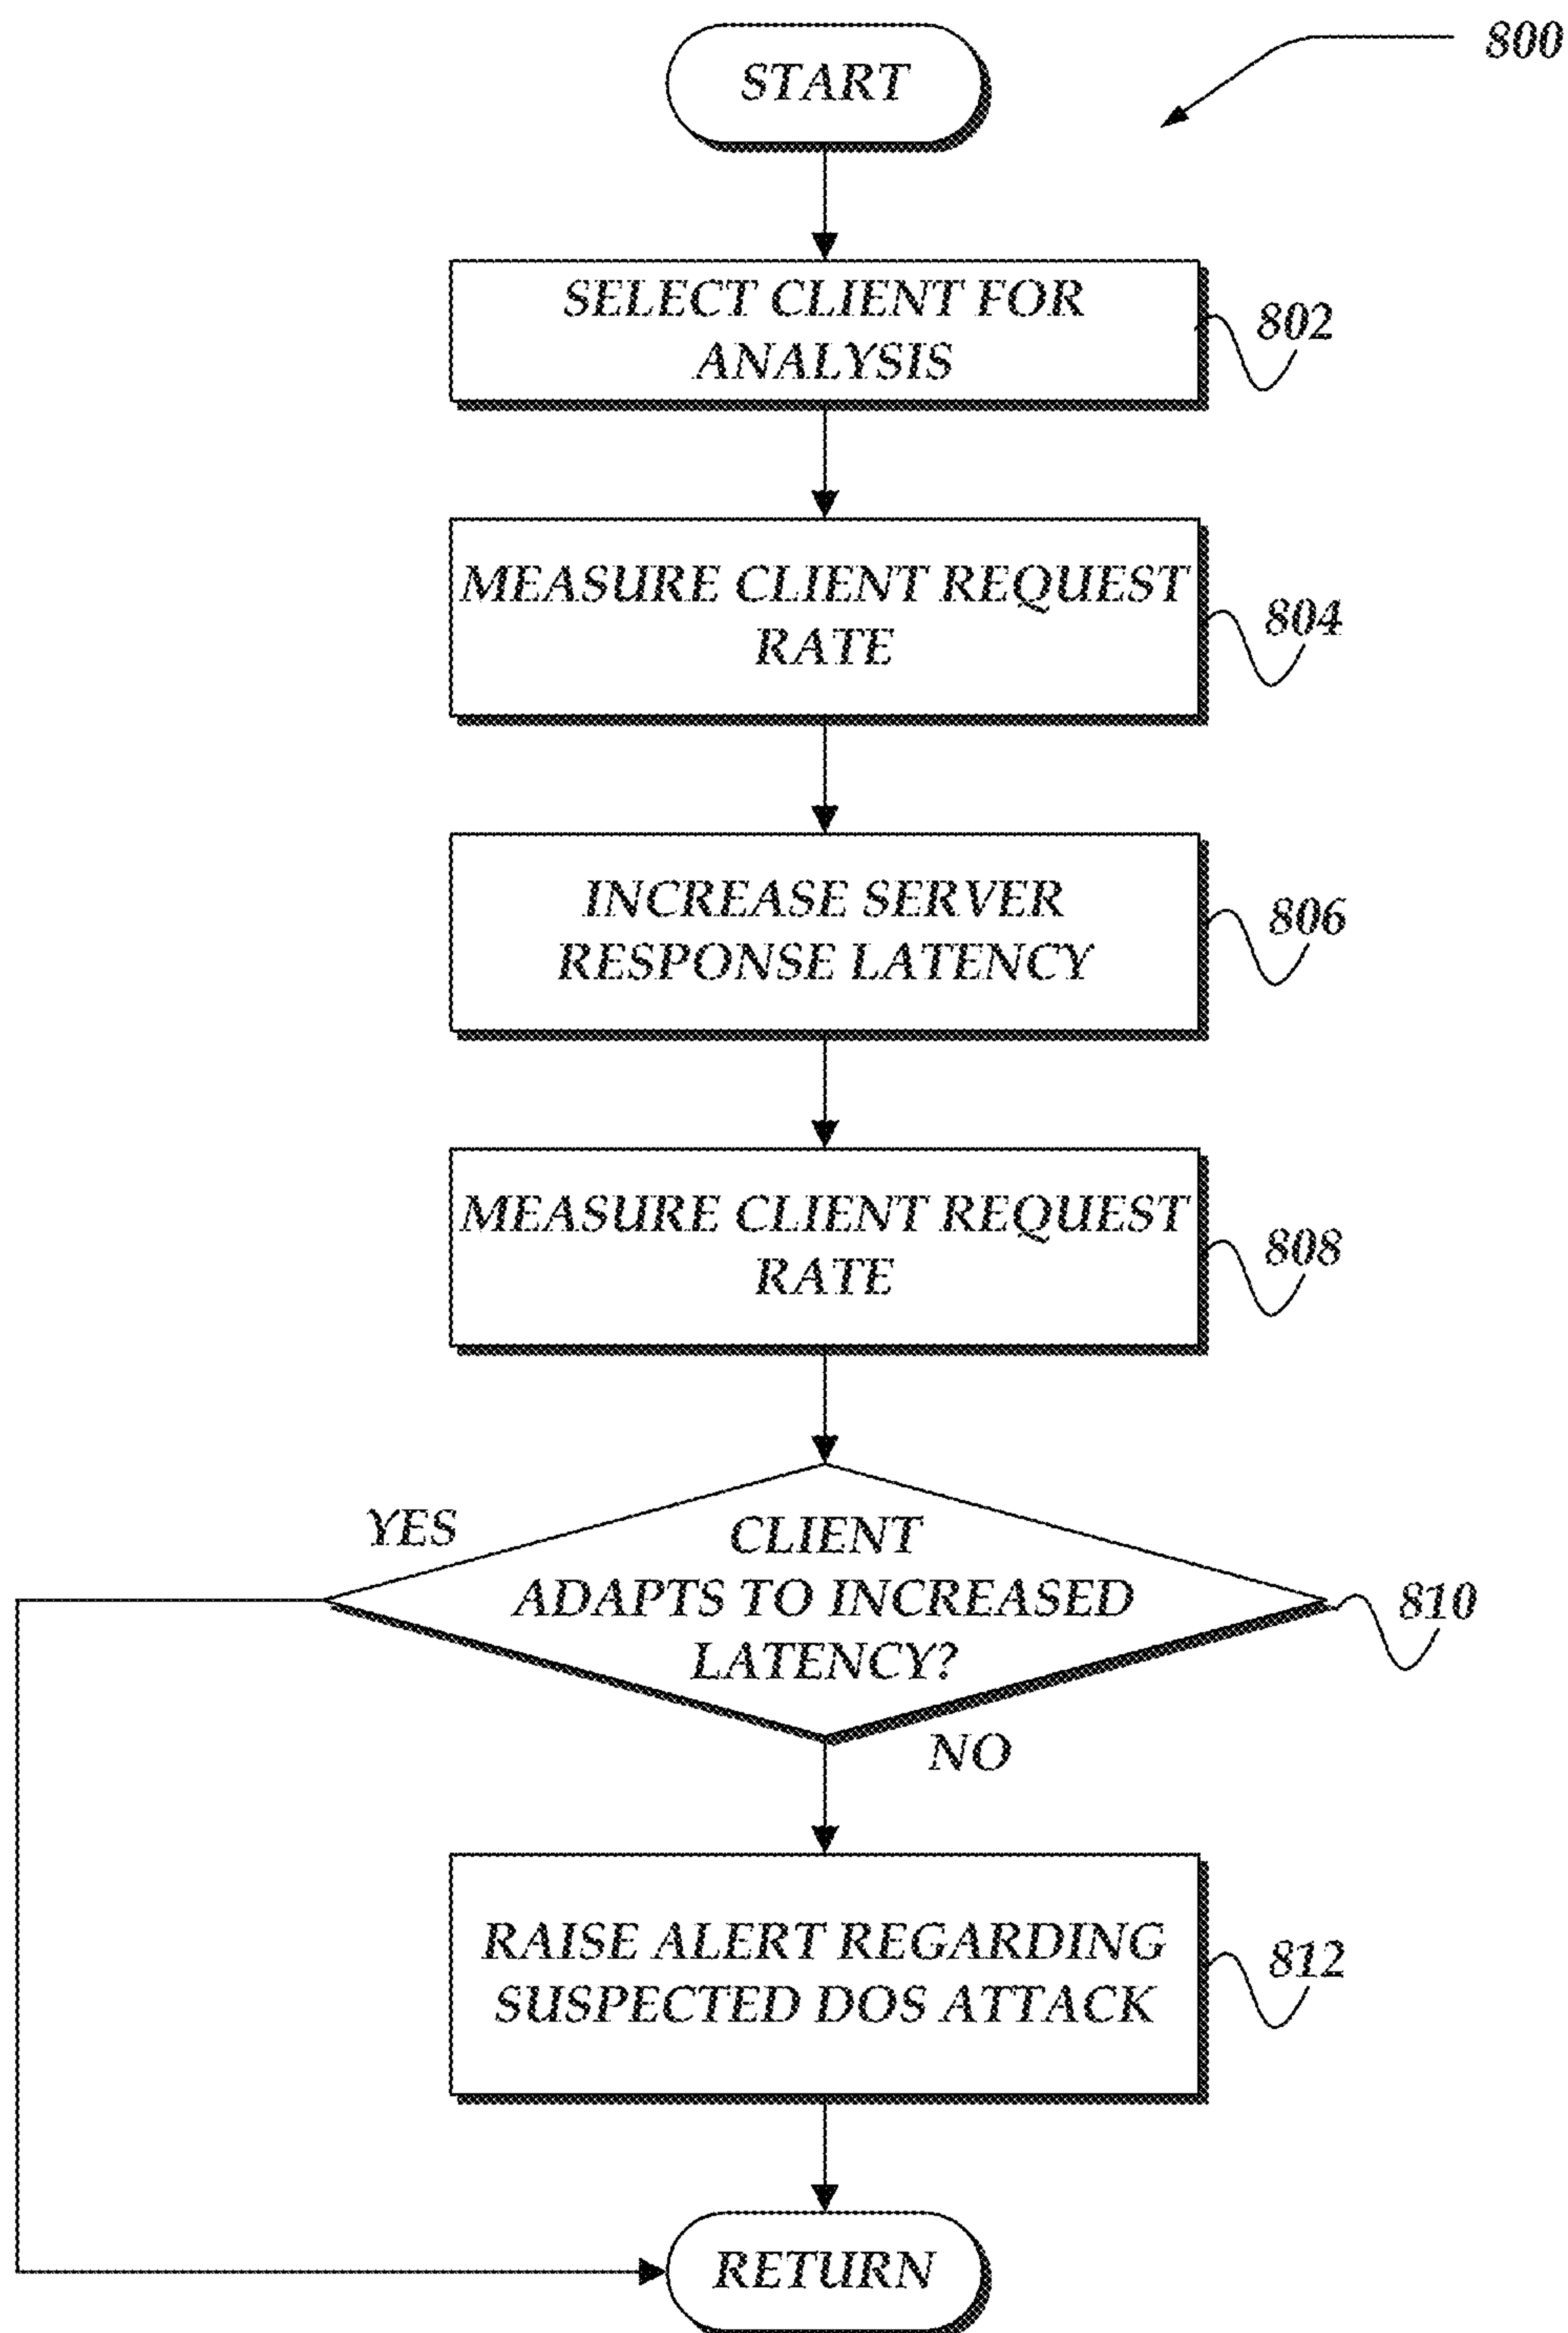 800
START
SELECT CLIENT FOR
ANALYSIS
802
MEASURE CLIENT REQUEST
RATE
804
INCREASE SERVER
RESPONSE LATENCY
806
MEASURE CLIENT REQUEST
RATE
808
YES
CLIENT
ADAPTS TO INCREASED
LATENCY?
810
NO
RAISE ALERT REGARDING
SUSPECTED DOS ATTACK
812
RETURN